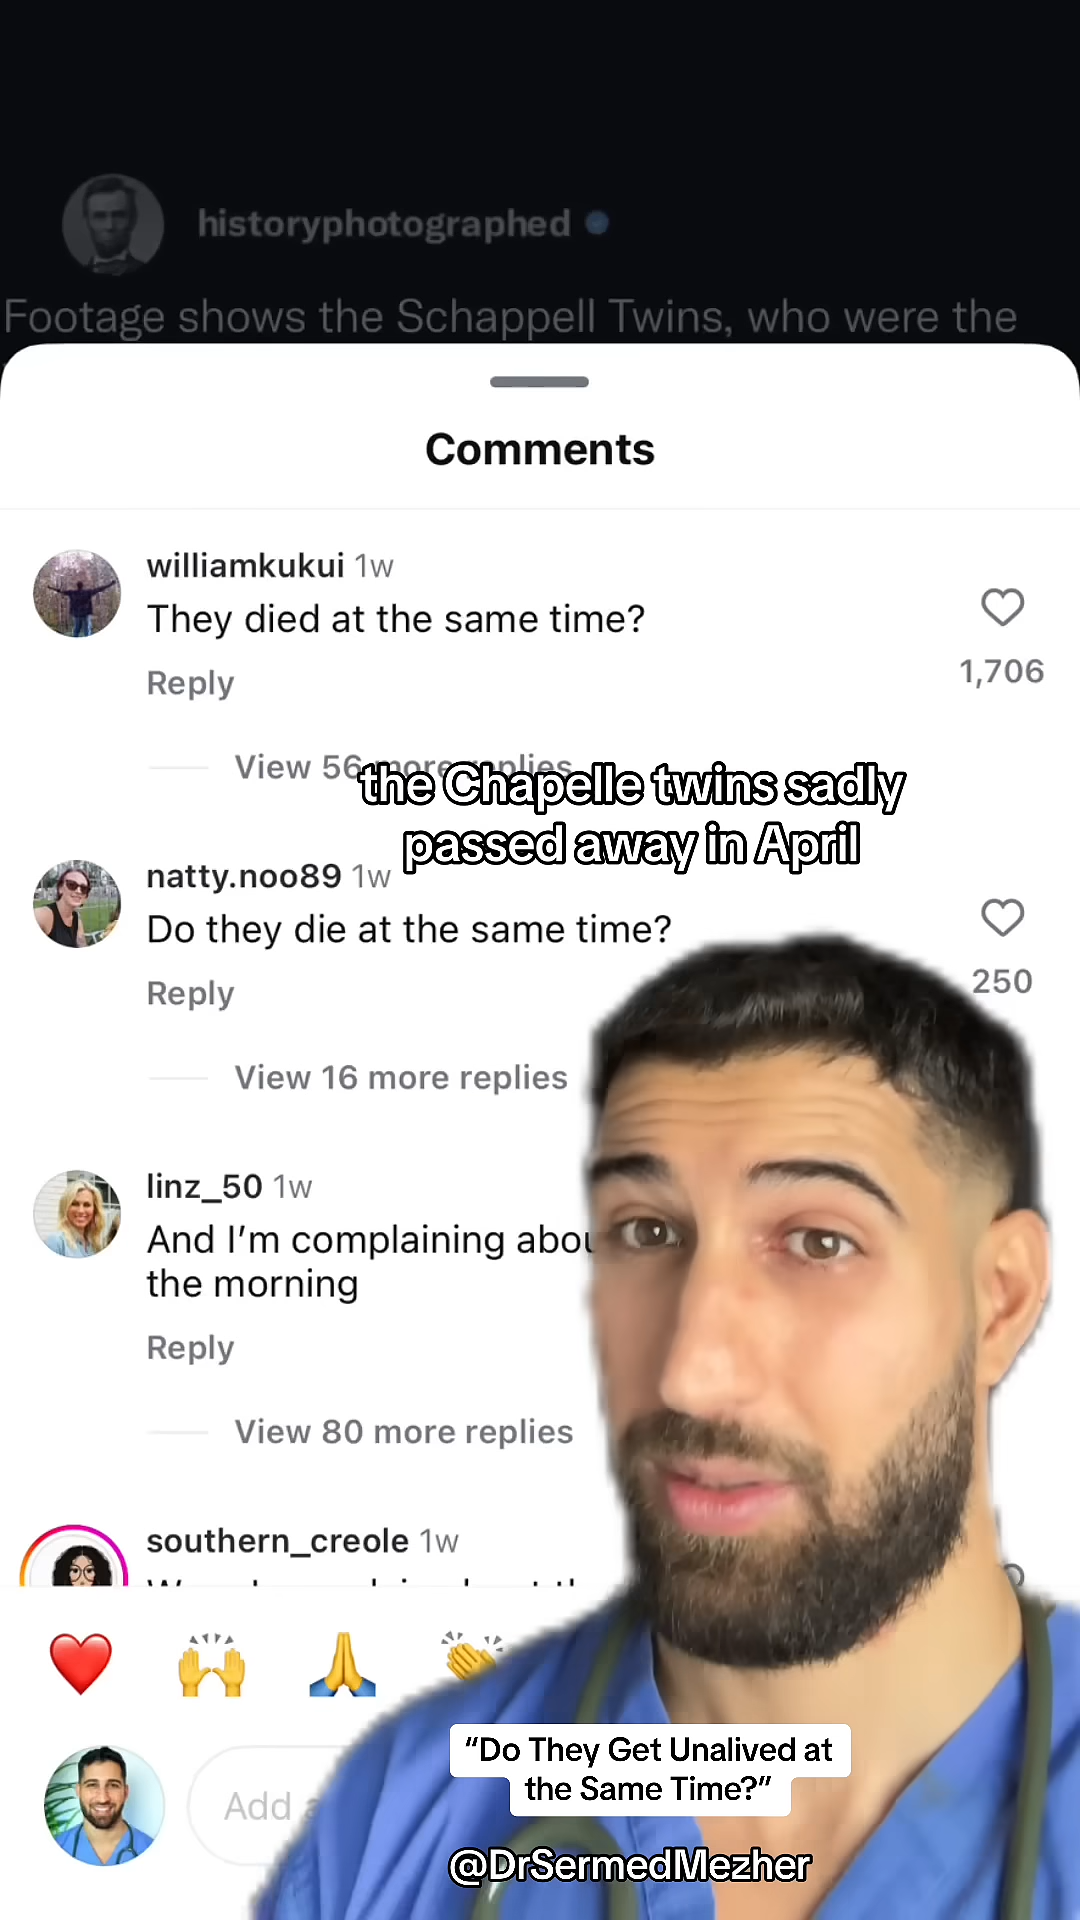 historyphotographed
Footage shows the Schappell Twins, who were the
Comments
williamkukui 1w
They died at the same time?
Reply
1,706
View 56 more replies
the Chapelle twins sadly
passed away in April
natty.noo89 1w
Do they die at the same time?
Reply
250
View 16 more replies
linz_50 1w
And I'm complaining
the morning
Reply
View 80 more replies
southern_creole 1w
Add
“Do They Get Unalived at
the Same Time?”
@DrSermedMezher